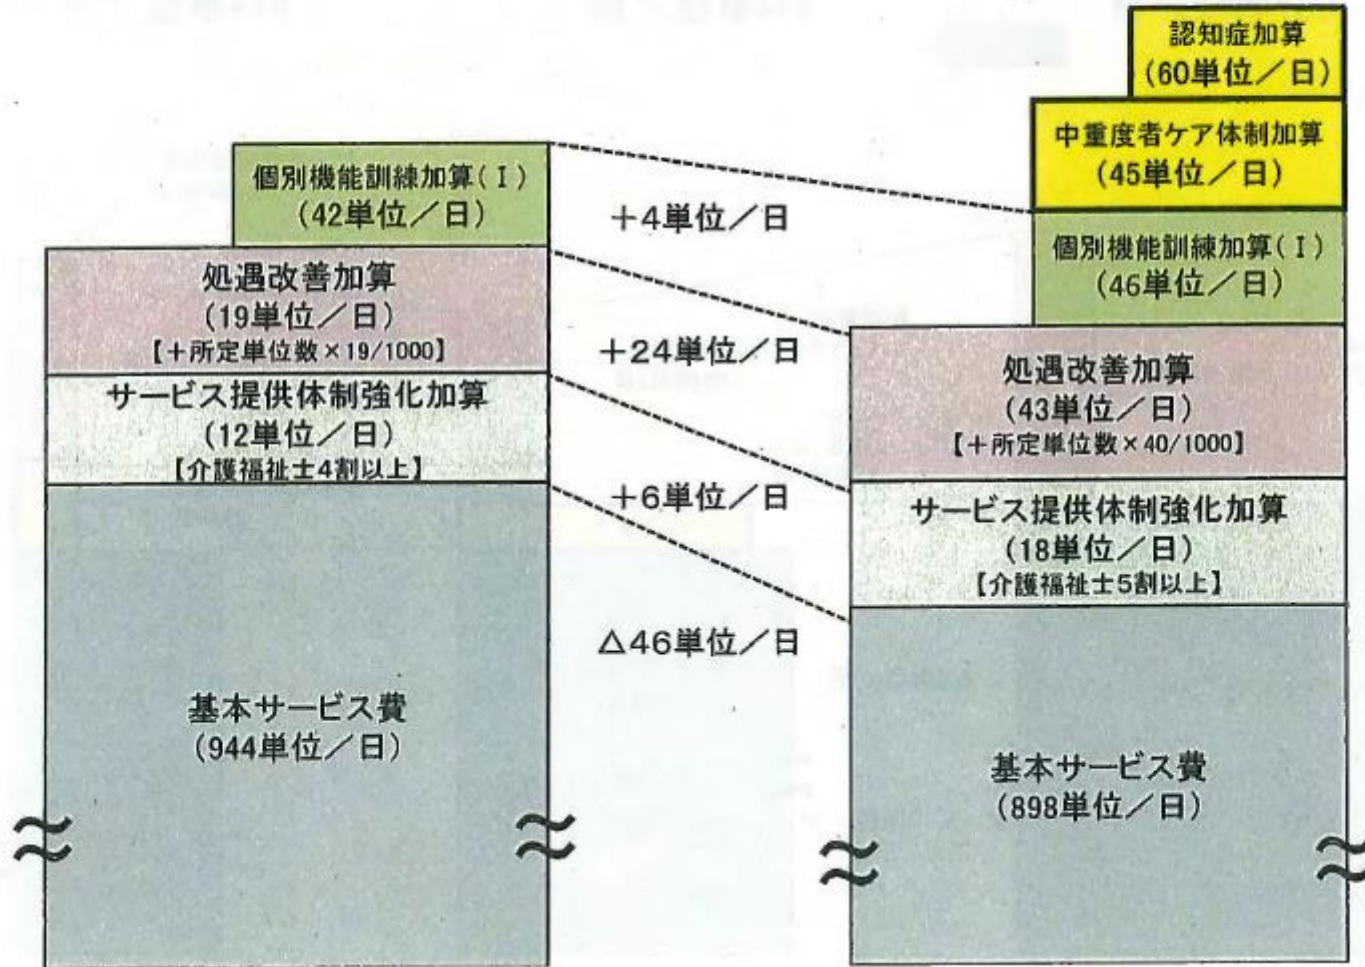 個別機能訓練加算(Ⅰ)
(42単位／日)
処遇改善加算
(19単位／日)
【＋所定単位数×19/1000】
サービス提供体制強化加算
(12単位／日)
【介護福祉士4割以上】
基本サービス費
(944単位／日)
＋4単位／日
＋24単位／日
＋6単位／日
△46単位／日
認知症加算
(60単位／日)
中重度者ケア体制加算
(45単位／日)
個別機能訓練加算(Ⅰ)
(46単位／日)
処遇改善加算
(43単位／日)
【＋所定単位数×40/1000】
サービス提供体制強化加算
(18単位／日)
【介護福祉士5割以上】
基本サービス費
(898単位／日)